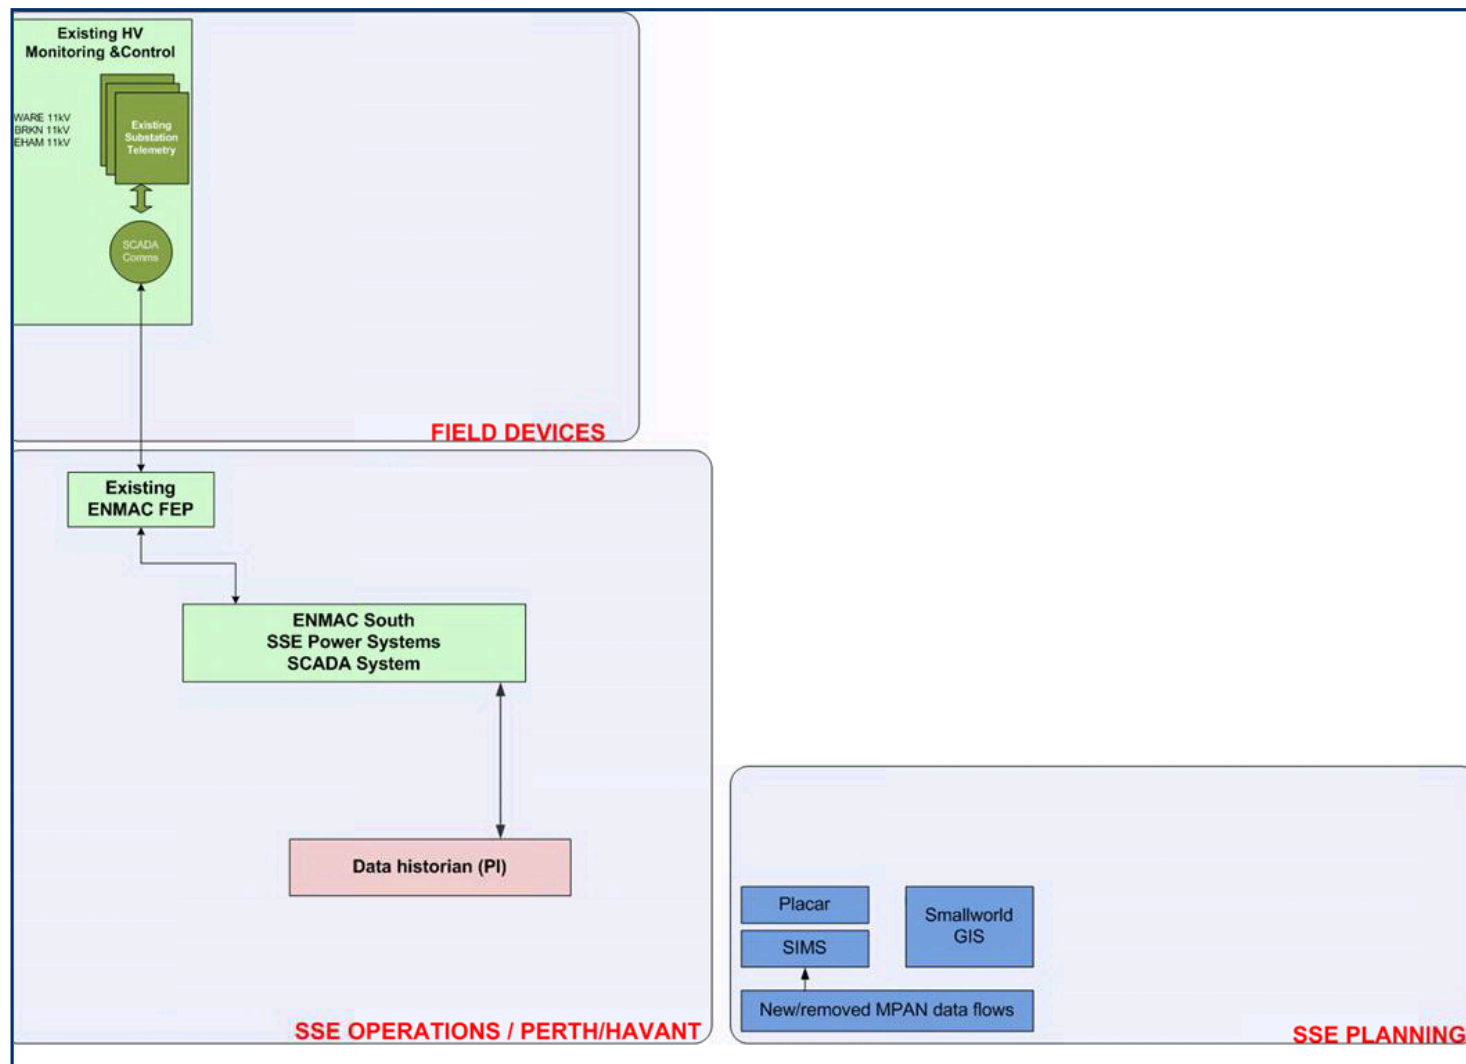 Existing HV
Monitoring &Control
WARE 11kV
BRKN 11kV
EHAM 11kV
Existing
Substation
Telemetry
SCADA
Comms
FIELD DEVICES
Existing
ENMAC FEP
ENMAC South
SSE Power Systems
SCADA System
Data historian (PI)
SSE OPERATIONS / PERTH/HAVANT
Placar
SIMS
Smallworld
GIS
New/removed MPAN data flows
SSE PLANNING